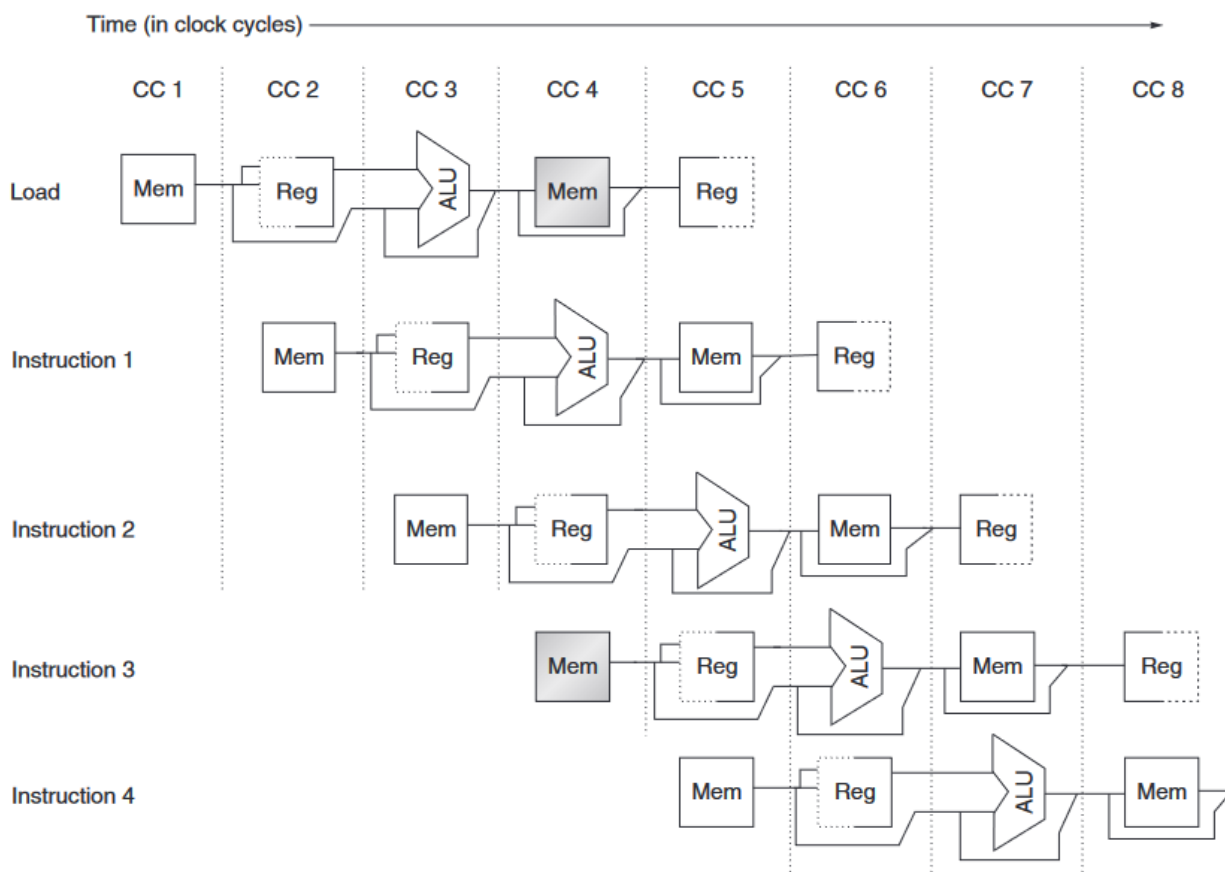 Time (in clock cycles)
CC 1 CC 2 CC 3 CC 4 CC 5 CC 6 CC 7 CC 8
Load Mem Reg ALU Mem Reg
Instruction 1 Mem Reg ALU Mem Reg
Instruction 2 Mem Reg ALU Mem Reg
Instruction 3 Mem Reg ALU Mem Reg
Instruction 4 Mem Reg ALU Mem